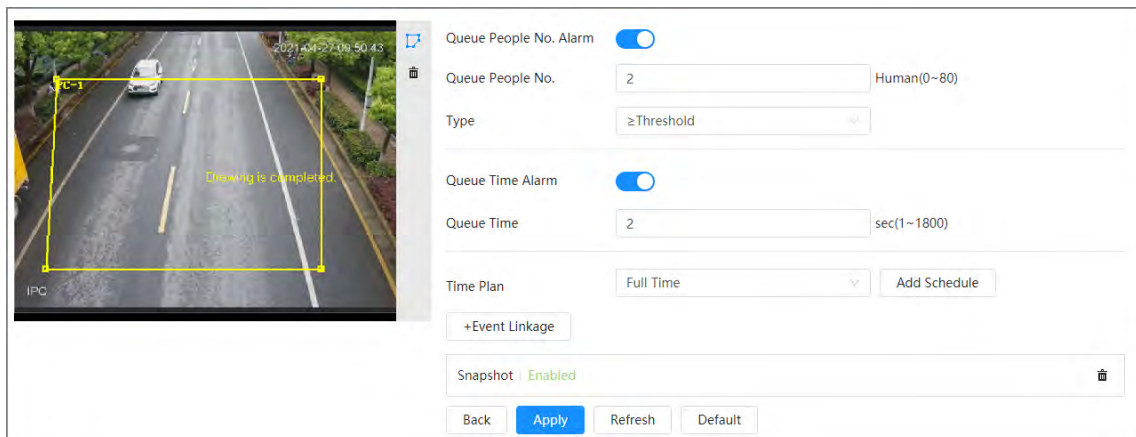 2021-04-27 09:50:43
PC-1
Drawing is completed.
IPC
Queue People No. Alarm
Queue People No. 2 Human(0~80)
Type ≥Threshold
Queue Time Alarm
Queue Time 2 sec(1~1800)
Time Plan Full Time Add Schedule
+Event Linkage
Snapshot Enabled
Back Apply Refresh Default